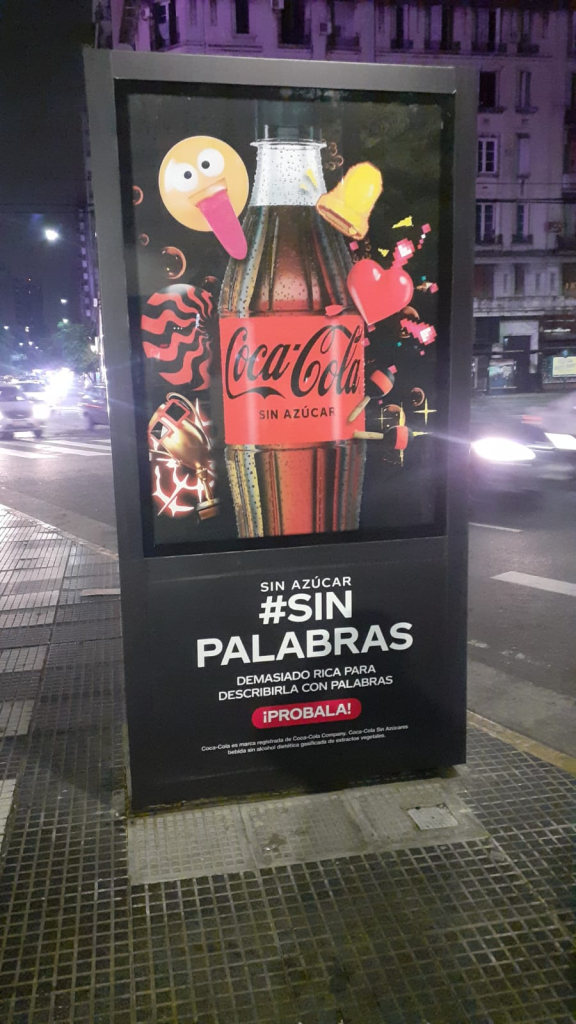 Coca-Cola
SIN AZÚCAR
SIN AZÚCAR
#SIN
PALABRAS
DEMASIADO RICA PARA
DESCRIBIRLA CON PALABRAS
¡PROBALA!
Coca-Cola es marca registrada de Coca-Cola Company. Coca-Cola Sin Azúcares
bebida sin alcohol dietética gasificada de extractos vegetales.